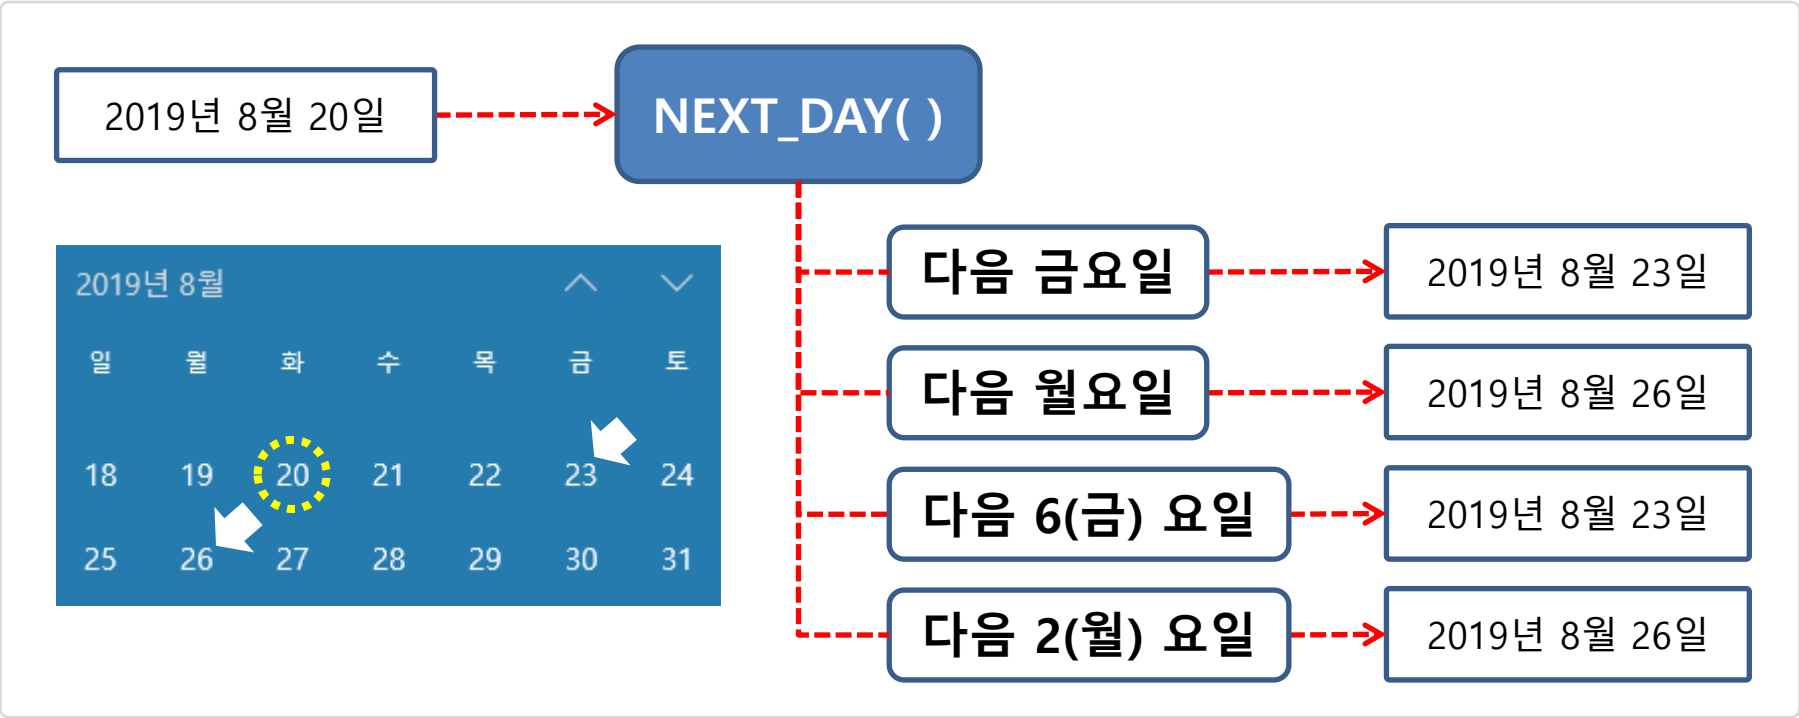 2019년 8월 20일
NEXT_DAY( )
다음 금요일
2019년 8월 23일
다음 월요일
2019년 8월 26일
다음 6(금) 요일
2019년 8월 23일
다음 2(월) 요일
2019년 8월 26일
2019년 8월
일 월 화 수 목 금 토
18 19 20 21 22 23 24
25 26 27 28 29 30 31